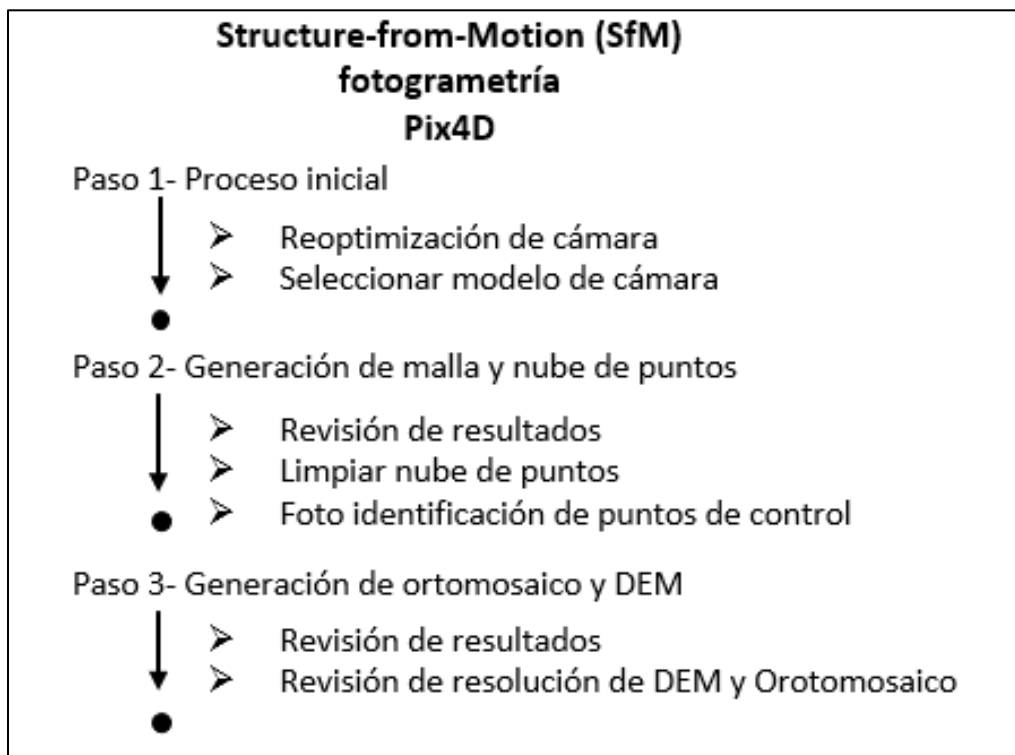 Structure-from-Motion (SfM)
fotogrametría
Pix4D
Paso 1- Proceso inicial
➢ Reoptimización de cámara
➢ Seleccionar modelo de cámara
Paso 2- Generación de malla y nube de puntos
➢ Revisión de resultados
➢ Limpiar nube de puntos
➢ Foto identificación de puntos de control
Paso 3- Generación de ortomosaico y DEM
➢ Revisión de resultados
➢ Revisión de resolución de DEM y Orotomosaico